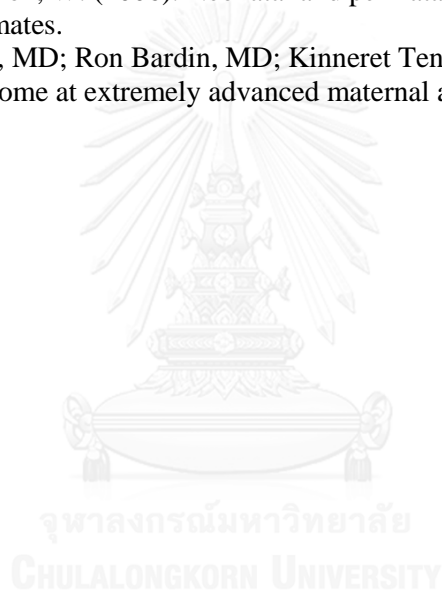 mates.
, MD; Ron Bardin, MD; Kinneret Ten
ome at extremely advanced maternal a
จุฬาลงกรณ์มหาวิทยาลัย
CHULALONGKORN UNIVERSITY